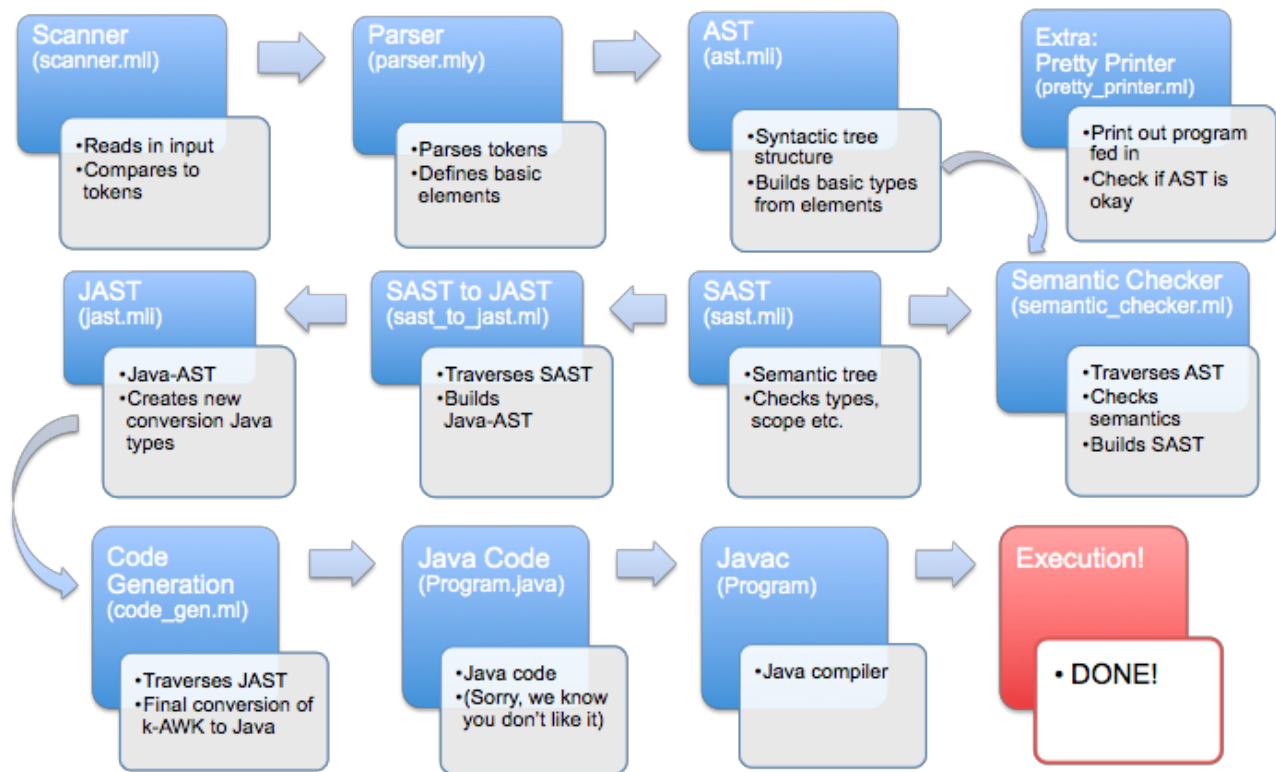 Scanner
(scanner.mll)
•Reads in input
•Compares to
tokens
Parser
(parser.mly)
•Parses tokens
•Defines basic
elements
AST
(ast.mli)
•Syntactic tree
structure
•Builds basic types
from elements
Extra:
Pretty Printer
(pretty_printer.ml)
•Print out program
fed in
•Check if AST is
okay
JAST
(jast.mli)
•Java-AST
•Creates new
conversion Java
types
SAST to JAST
(sast_to_jast.ml)
•Traverses SAST
•Builds
Java-AST
SAST
(sast.mli)
•Semantic tree
•Checks types,
scope etc.
Semantic Checker
(semantic_checker.ml)
•Traverses AST
•Checks
semantics
•Builds SAST
Code
Generation
(code_gen.ml)
•Traverses JAST
•Final conversion of
k-AWK to Java
Java Code
(Program.java)
•Java code
•(Sorry, we know
you don't like it)
Javac
(Program)
•Java compiler
Execution!
• DONE!